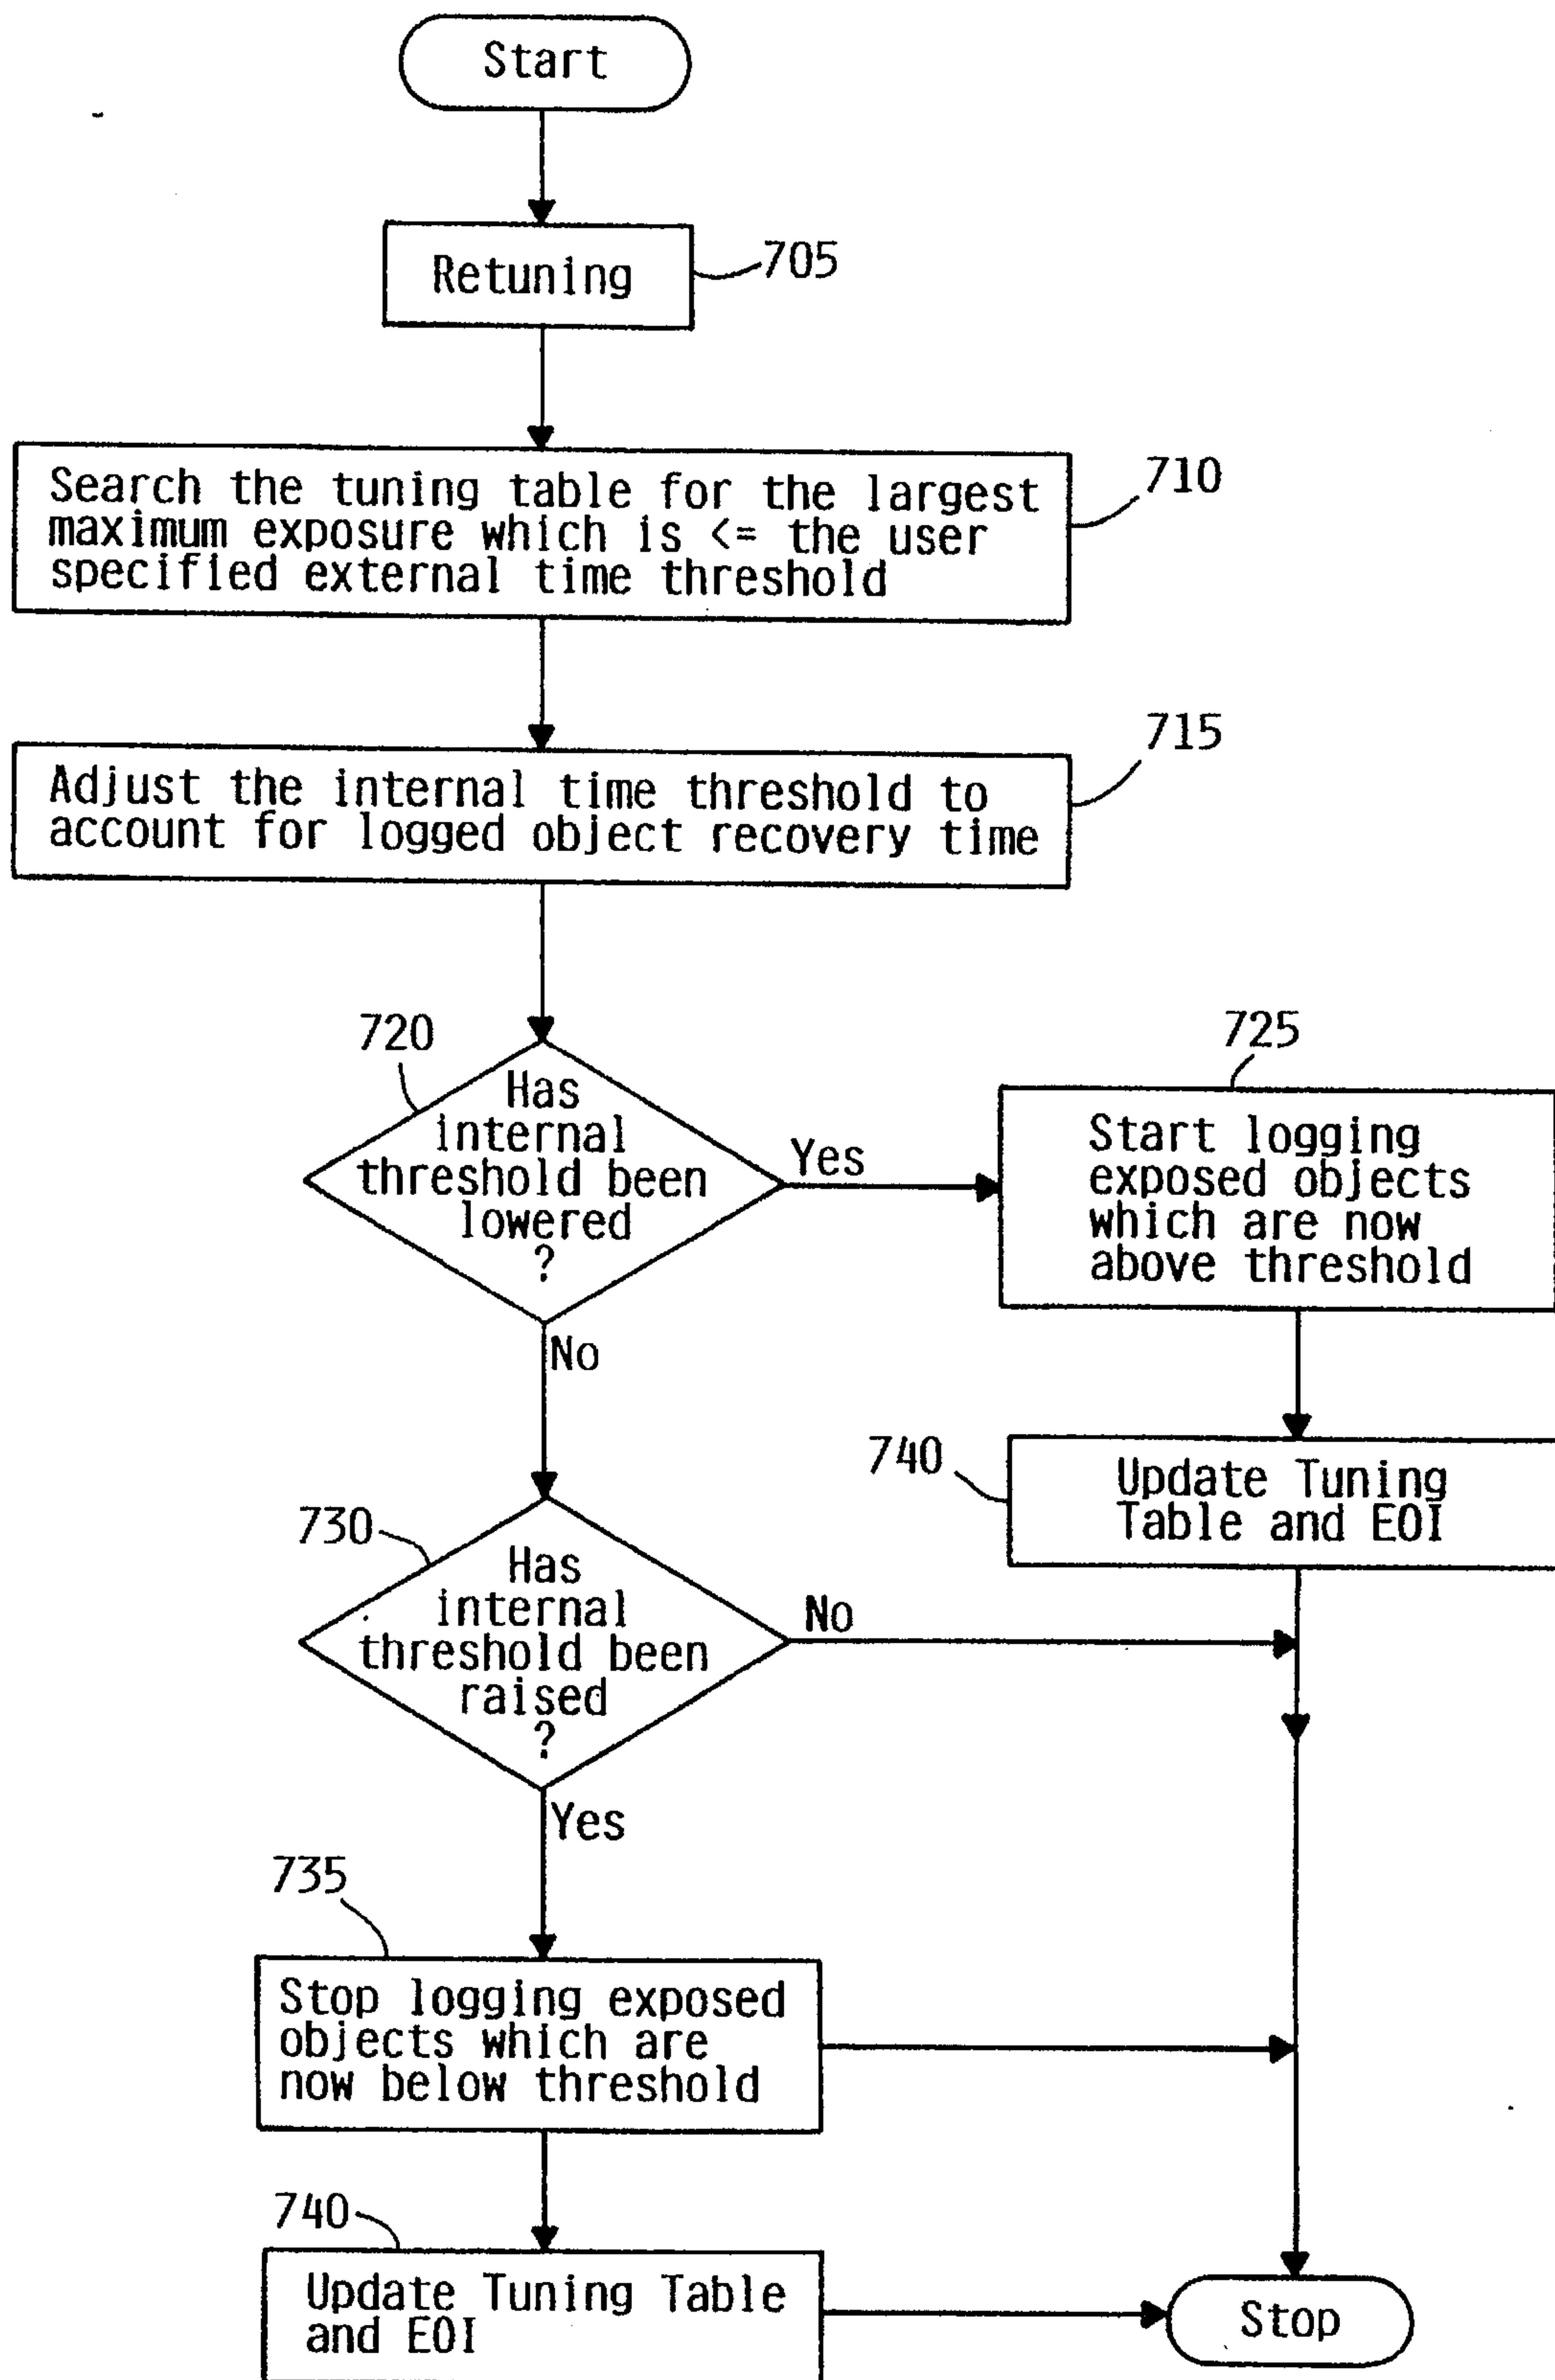 Start
Retuning
705
Search the tuning table for the largest
maximum exposure which is <= the user
specified external time threshold
710
Adjust the internal time threshold to
account for logged object recovery time
715
720
Has
internal
threshold been
lowered
?
Yes
No
725
Start logging
exposed objects
which are now
above threshold
740
Update Tuning
Table and EOI
730
Has
internal
threshold been
raised
?
No
Yes
735
Stop logging exposed
objects which are
now below threshold
740
Update Tuning Table
and EOI
Stop